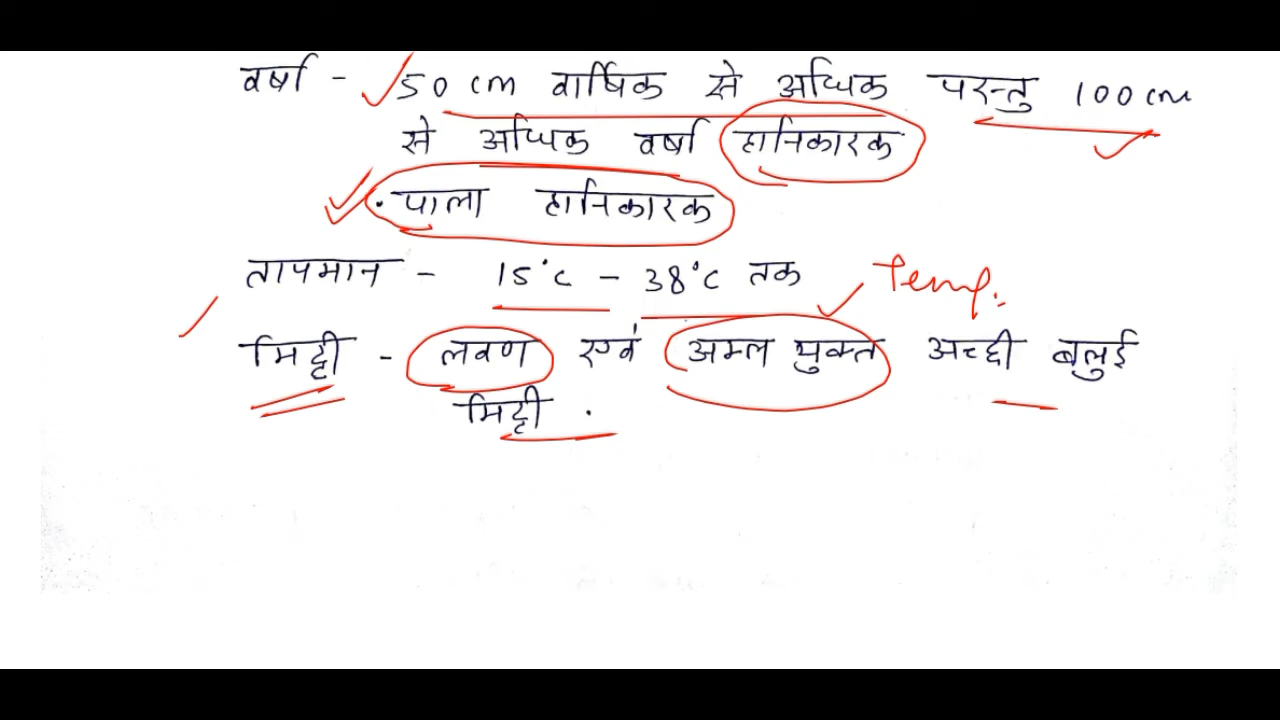 वर्षा - 50 cm वार्षिक से अधिक परन्तु 100 cm
से अधिक वर्षा हानिकारक
. पाला हानिकारक
तापमान - 15°C - 38°C तक Temp.
मिट्टी - लवण एवं अम्ल युक्त अच्छी बलुई
मिट्टी .